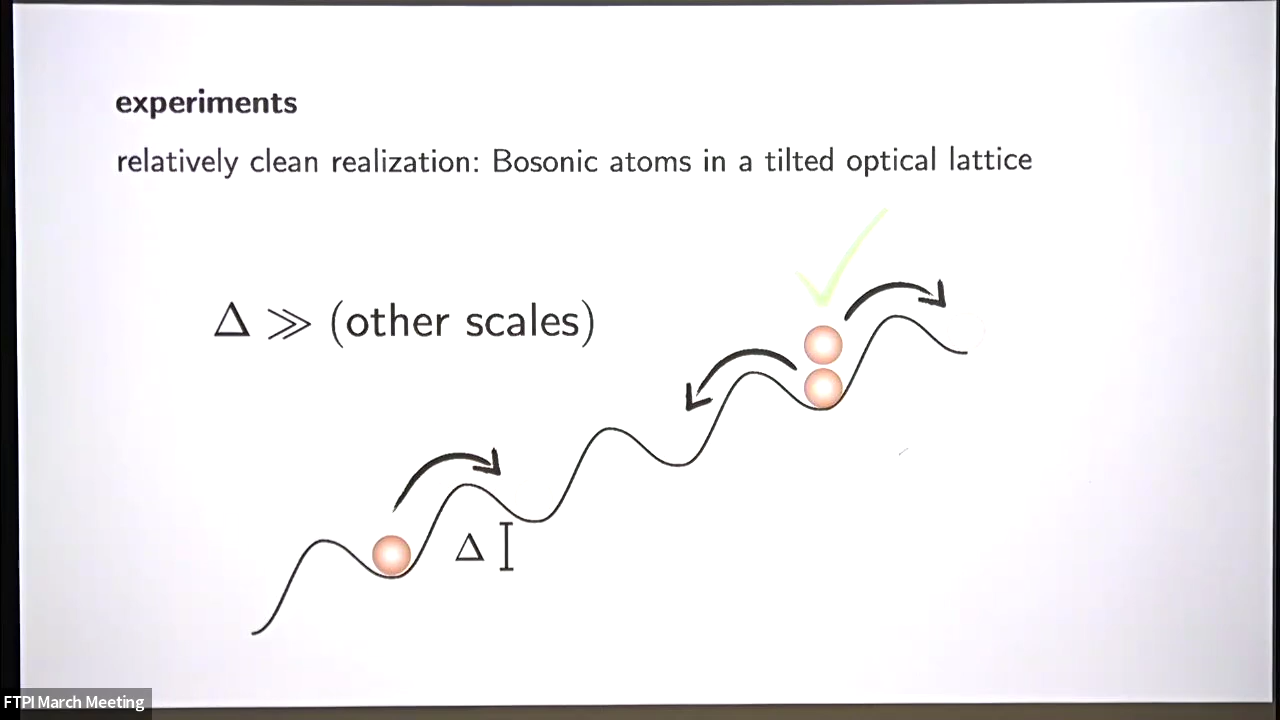 experiments
relatively clean realization: Bosonic atoms in a tilted optical lattice
Δ ≫ (other scales)
Δ
FTPI March Meeting